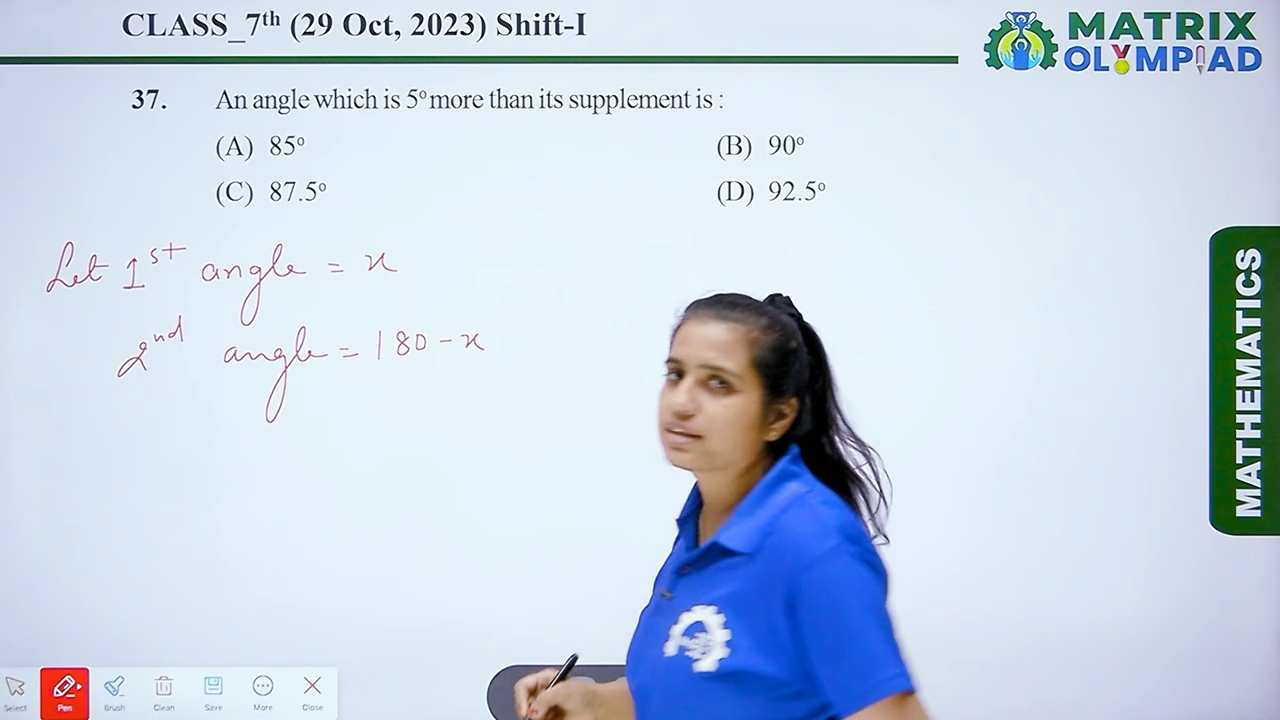 CLASS_7th (29 Oct, 2023) Shift-I
MATRIX
OLYMPIAD
37. An angle which is 5° more than its supplement is :
(A) 85° (B) 90°
(C) 87.5° (D) 92.5°
Let 1st angle = x
2nd angle = 180 - x
MATHEMATICS
Select Pen Brush Clean Save More Close